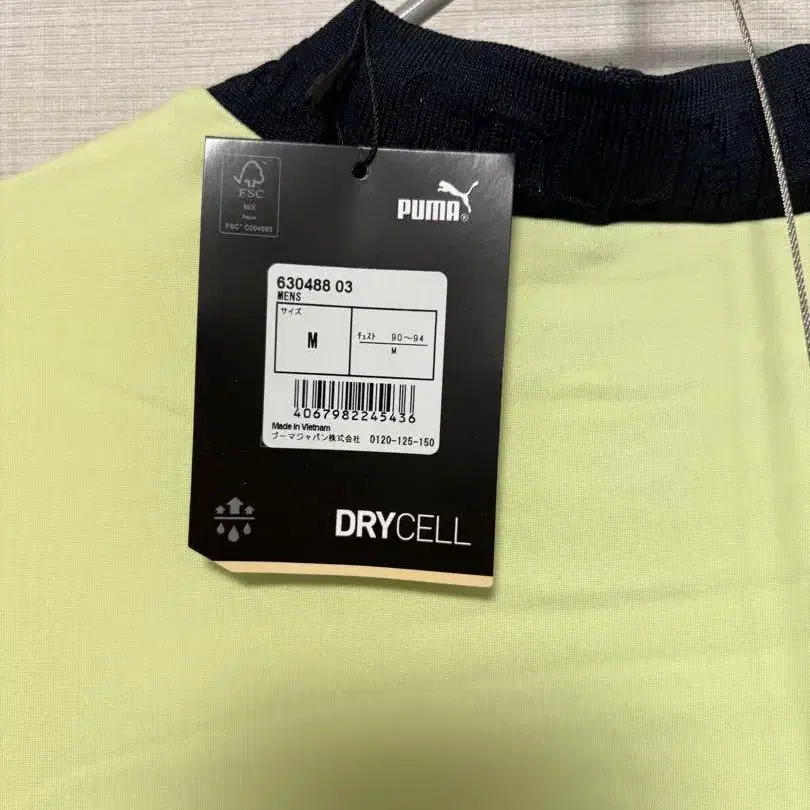 FSC
MIX
Paper
FSC® C004883
PUMA®
630488 03
MENS
サイズ
M
チェスト 90～94
M
4067982245436
Made in Vietnam
プーマジャパン株式会社 0120-125-150
DRYCELL